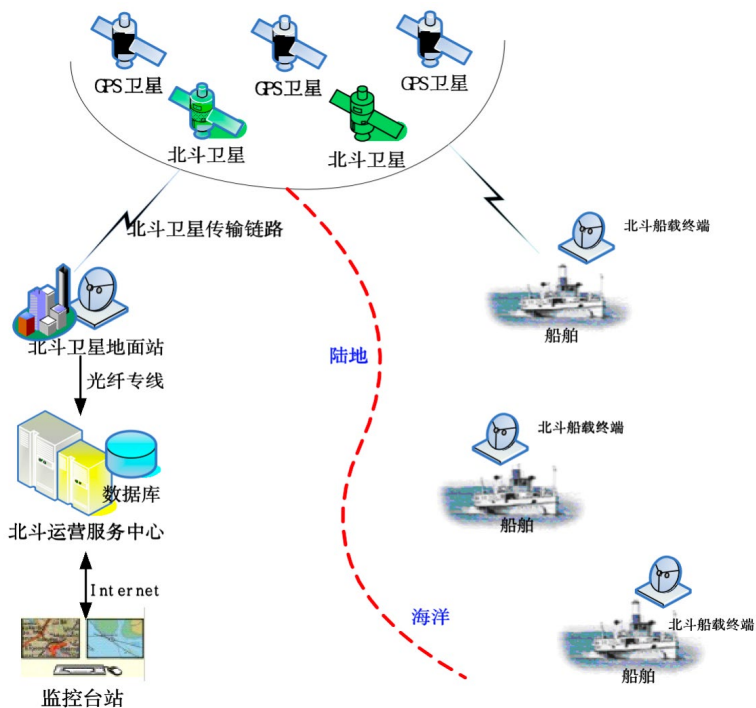 GPS卫星
GPS卫星
GPS卫星
北斗卫星
北斗卫星
北斗卫星传输链路
北斗船载终端
船舶
北斗卫星地面站
陆地
光纤专线
北斗船载终端
数据库
船舶
北斗运营服务中心
Internet
海洋
北斗船载终端
船舶
监控台站